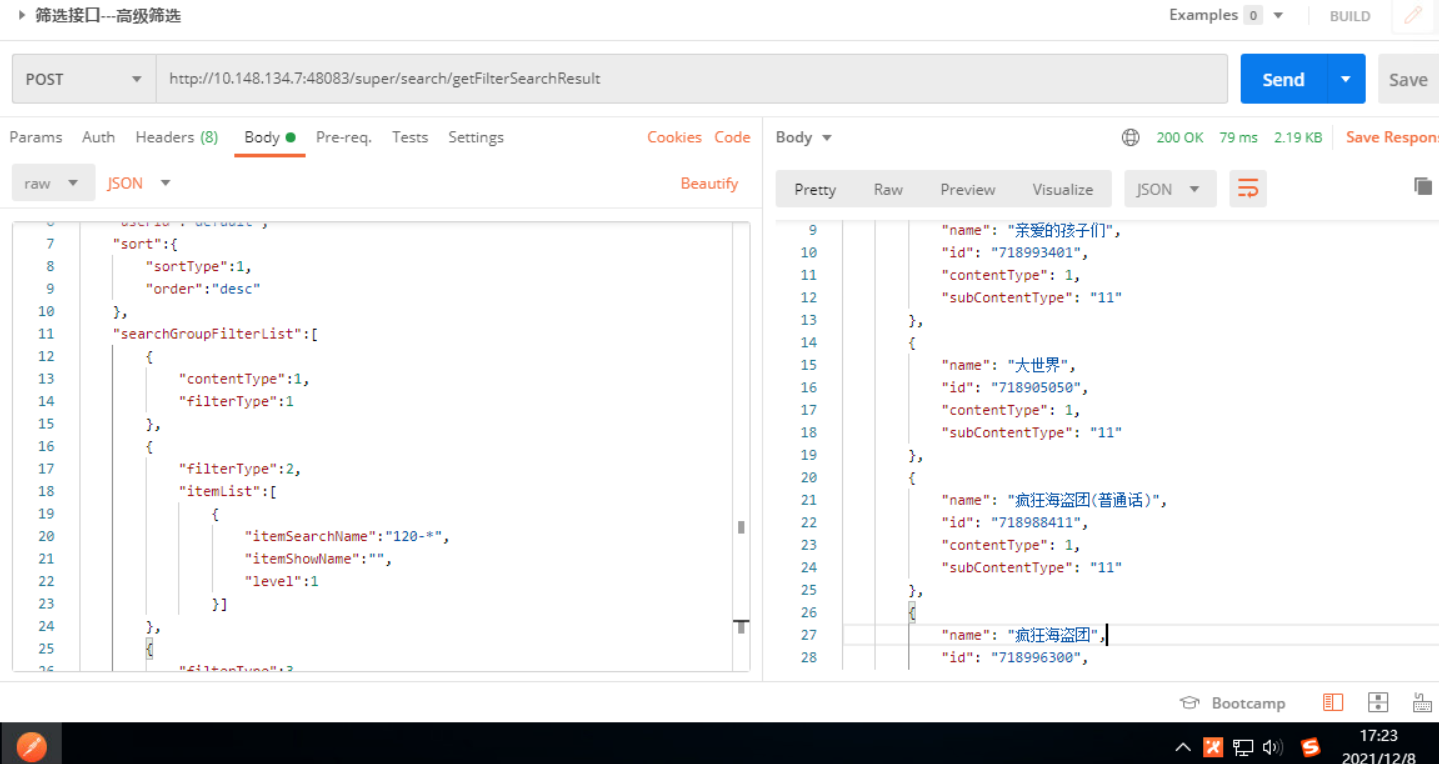 筛选接口---高级筛选
Examples 0
BUILD
POST
http://10.148.134.7:48083/super/search/getFilterSearchResult
Send
Save
Params Auth Headers (8) Body Pre-req. Tests Settings Cookies Code
raw JSON Beautify
7 "sort":{
8 "sortType":1,
9 "order":"desc"
10 },
11 "searchGroupFilterList":[
12 {
13 "contentType":1,
14 "filterType":1
15 },
16 {
17 "filterType":2,
18 "itemList":[
19 {
20 "itemSearchName":"120-*",
21 "itemShowName":"",
22 "level":1
23 }]
24 },
25 {
26 "filterType":3
Body 200 OK 79 ms 2.19 KB Save Respons
Pretty Raw Preview Visualize JSON
9 "name": "亲爱的孩子们",
10 "id": "718993401",
11 "contentType": 1,
12 "subContentType": "11"
13 },
14 {
15 "name": "大世界",
16 "id": "718905050",
17 "contentType": 1,
18 "subContentType": "11"
19 },
20 {
21 "name": "疯狂海盗团(普通话)",
22 "id": "718988411",
23 "contentType": 1,
24 "subContentType": "11"
25 },
26 {
27 "name": "疯狂海盗团",
28 "id": "718996300",
Bootcamp
17:23
2021/12/8